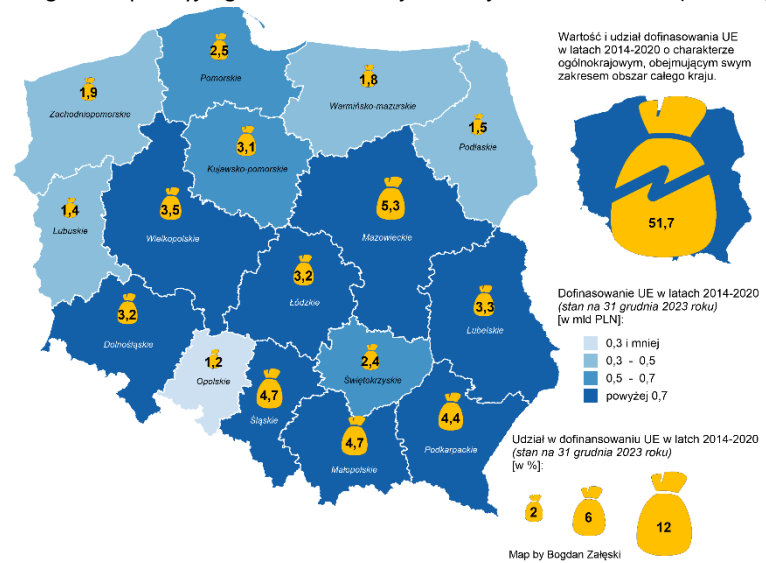 2,5
Pomorskie
1,9
Zachodniopomorskie
1,8
Warmińsko-mazurskie
1,5
Podlaskie
3,1
Kujawsko-pomorskie
1,4
Lubuskie
3,5
Wielkopolskie
5,3
Mazowieckie
3,2
Łódzkie
3,3
Lubelskie
3,2
Dolnośląskie
1,2
Opolskie
2,4
Świętokrzyskie
4,7
Śląskie
4,7
Małopolskie
4,4
Podkarpackie
Wartość i udział dofinasowania UE
w latach 2014-2020 o charakterze
ogólnokrajowym, obejmującym swym
zakresem obszar całego kraju.
51,7
Dofinasowanie UE w latach 2014-2020
(stan na 31 grudnia 2023 roku)
[w mld PLN]:
0,3 i mniej
0,3 - 0,5
0,5 - 0,7
powyżej 0,7
Udział w dofinansowaniu UE w latch 2014-2020
(stan na 31 grudnia 2023 roku)
[w %]:
2
6
12
Map by Bogdan Załęski